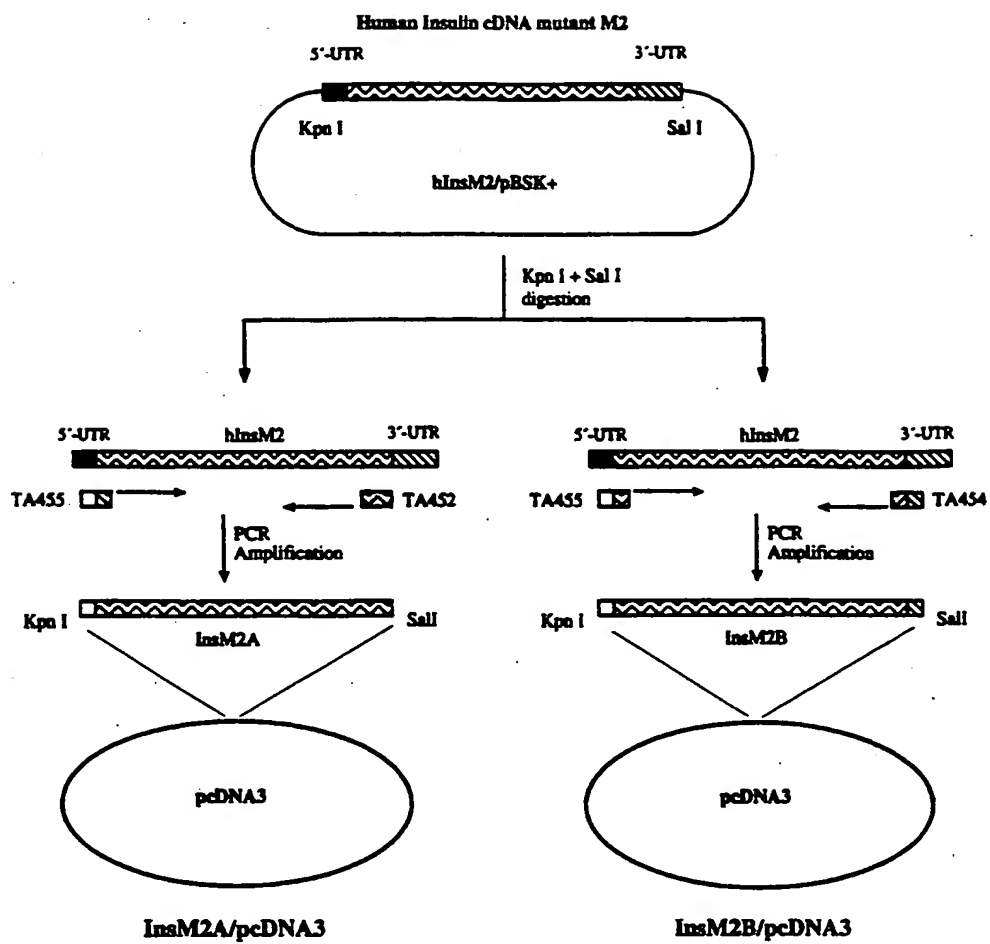 Human Insulin cDNA mutant M2
5´-UTR 3´-UTR
Kpn I Sal I
hInsM2/pBSK+
Kpn I + Sal I
digestion
5´-UTR hInsM2 3´-UTR
TA455 TA452
PCR
Amplification
Kpn I SalI
InsM2A
pcDNA3
InsM2A/pcDNA3
5´-UTR hInsM2 3´-UTR
TA455 TA454
PCR
Amplification
Kpn I SalI
InsM2B
pcDNA3
InsM2B/pcDNA3